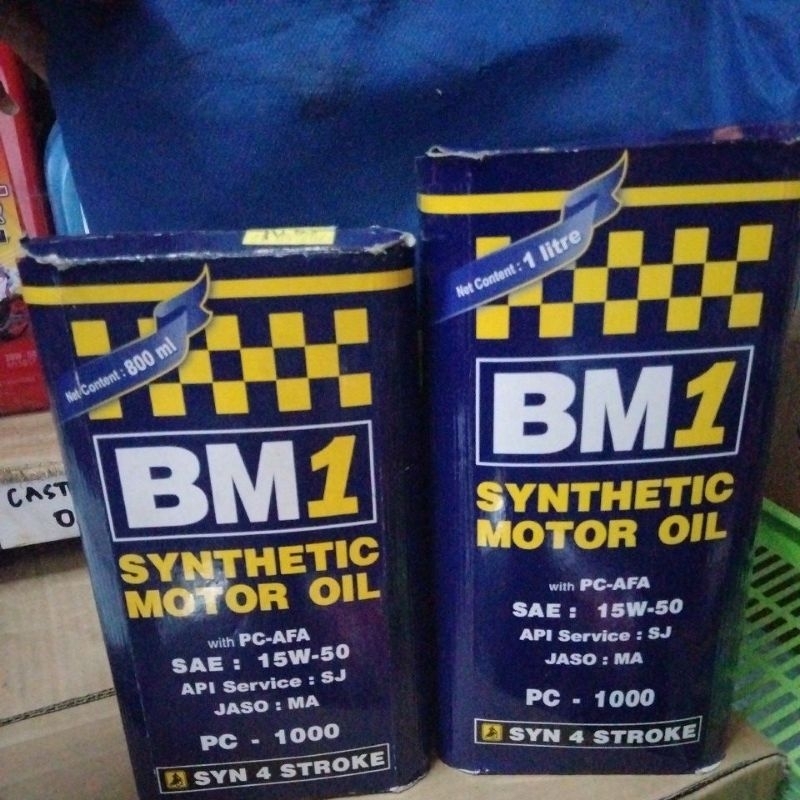 Net Content : 800 ml
BM1
SYNTHETIC
MOTOR OIL
with PC-AFA
SAE : 15W-50
API Service : SJ
JASO : MA
PC - 1000
SYN 4 STROKE
Net Content : 1 litre
BM1
SYNTHETIC
MOTOR OIL
with PC-AFA
SAE : 15W-50
API Service : SJ
JASO : MA
PC - 1000
SYN 4 STROKE